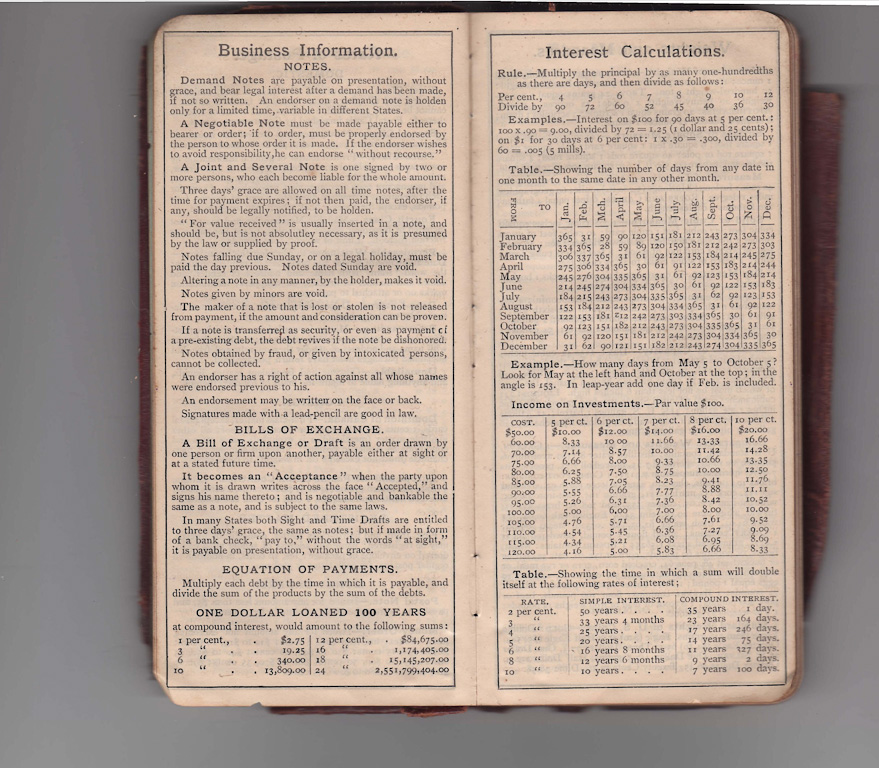 Business Information.
NOTES.
Demand Notes are payable on presentation, without
grace, and bear legal interest after a demand has been made,
if not so written. An endorser on a demand note is holden
only for a limited time, variable in different States.
A Negotiable Note must be made payable either to
bearer or order; if to order, must be properly endorsed by
the person to whose order it is made. If the endorser wishes
to avoid responsibility, he can endorse "without recourse."
A Joint and Several Note is one signed by two or
more persons, who each become liable for the whole amount.
Three days' grace are allowed on all time notes, after the
time for payment expires; if not then paid, the endorser, if
any, should be legally notified, to be holden.
"For value received" is usually inserted in a note, and
should be, but is not absolutley necessary, as it is presumed
by the law or supplied by proof.
Notes falling due Sunday, or on a legal holiday, must be
paid the day previous. Notes dated Sunday are void.
Altering a note in any manner, by the holder, makes it void.
Notes given by minors are void.
The maker of a note that is lost or stolen is not released
from payment, if the amount and consideration can be proven.
If a note is transferred as security, or even as payment of
a pre-existing debt, the debt revives if the note be dishonored.
Notes obtained by fraud, or given by intoxicated persons,
cannot be collected.
An endorser has a right of action against all whose names
were endorsed previous to his.
An endorsement may be written on the face or back.
Signatures made with a lead-pencil are good in law.
BILLS OF EXCHANGE.
A Bill of Exchange or Draft is an order drawn by
one person or firm upon another, payable either at sight or
at a stated future time.
It becomes an "Acceptance" when the party upon
whom it is drawn writes across the face "Accepted," and
signs his name thereto; and is negotiable and bankable the
same as a note, and is subject to the same laws.
In many States both Sight and Time Drafts are entitled
to three days' grace, the same as notes; but if made in form
of a bank check, "pay to," without the words "at sight,"
it is payable on presentation, without grace.
EQUATION OF PAYMENTS.
Multiply each debt by the time in which it is payable, and
divide the sum of the products by the sum of the debts.
ONE DOLLAR LOANED 100 YEARS
at compound interest, would amount to the following sums:
1 per cent., . $2.75 12 per cent., . $84,675.00
3 " . . 19.25 16 " . 1,174,405.00
6 " . . 340.00 18 " . 15,145,207.00
10 " . . 13,809.00 24 " 2,551,799,404.00
Interest Calculations.
Rule.—Multiply the principal by as many one-hundredths
as there are days, and then divide as follows:
Per cent., 4 5 6 7 8 9 10 12
Divide by 90 72 60 52 45 40 36 30
Examples.—Interest on $100 for 90 days at 5 per cent.:
100 x .90 = 9.00, divided by 72 = 1.25 (1 dollar and 25 cents);
on $1 for 30 days at 6 per cent: 1 x .30 = .300, divided by
60 = .005 (5 mills).
Table.—Showing the number of days from any date in
one month to the same date in any other month.
FROM TO Jan. Feb. Mch. April May June July Aug. Sept. Oct. Nov. Dec.
January 365 31 59 90 120 151 181 212 243 273 304 334
February 334 365 28 59 89 120 150 181 212 242 273 303
March 306 337 365 31 61 92 122 153 184 214 245 275
April 275 306 334 365 30 61 91 122 153 183 214 244
May 245 276 304 335 365 31 61 92 123 153 184 214
June 214 245 274 304 334 365 30 61 92 122 153 183
July 184 215 243 273 304 335 365 31 62 92 123 153
August 153 184 212 243 273 304 334 365 31 61 92 122
September 122 153 181 212 242 273 303 334 365 30 61 91
October 92 123 151 182 212 243 273 304 335 365 31 61
November 61 92 120 151 181 212 242 273 304 334 365 30
December 31 62 90 121 151 182 212 243 274 304 335 365
Example.—How many days from May 5 to October 5?
Look for May at the left hand and October at the top; in the
angle is 153. In leap-year add one day if Feb. is included.
Income on Investments.—Par value $100.
COST. 5 per ct. 6 per ct. 7 per ct. 8 per ct. 10 per ct.
$50.00 $10.00 $12.00 $14.00 $16.00 $20.00
60.00 8.33 10 00 11.66 13.33 16.66
70.00 7.14 8.57 10.00 11.42 14.28
75.00 6.66 8.00 9.33 10.66 13.35
80.00 6.25 7.50 8.75 10.00 12.50
85.00 5.88 7.05 8.23 9.41 11.76
90.00 5.55 6.66 7.77 8.88 11.11
95.00 5.26 6.31 7.36 8.42 10.52
100.00 5.00 6.00 7.00 8.00 10.00
105.00 4.76 5.71 6.66 7.61 9.52
110.00 4.54 5.45 6.36 7.27 9.09
115.00 4.34 5.21 6.08 6.95 8.69
120.00 4.16 5.00 5.83 6.66 8.33
Table.—Showing the time in which a sum will double
itself at the following rates of interest;
RATE. SIMPLE INTEREST. COMPOUND INTEREST.
2 per cent. 50 years . . . . 35 years 1 day.
3 " 33 years 4 months 23 years 164 days.
4 " 25 years . . . . 17 years 246 days.
5 " 20 years . . . . 14 years 75 days.
6 " 16 years 8 months 11 years 327 days.
8 " 12 years 6 months 9 years 2 days.
10 " 10 years . . . . 7 years 100 days.